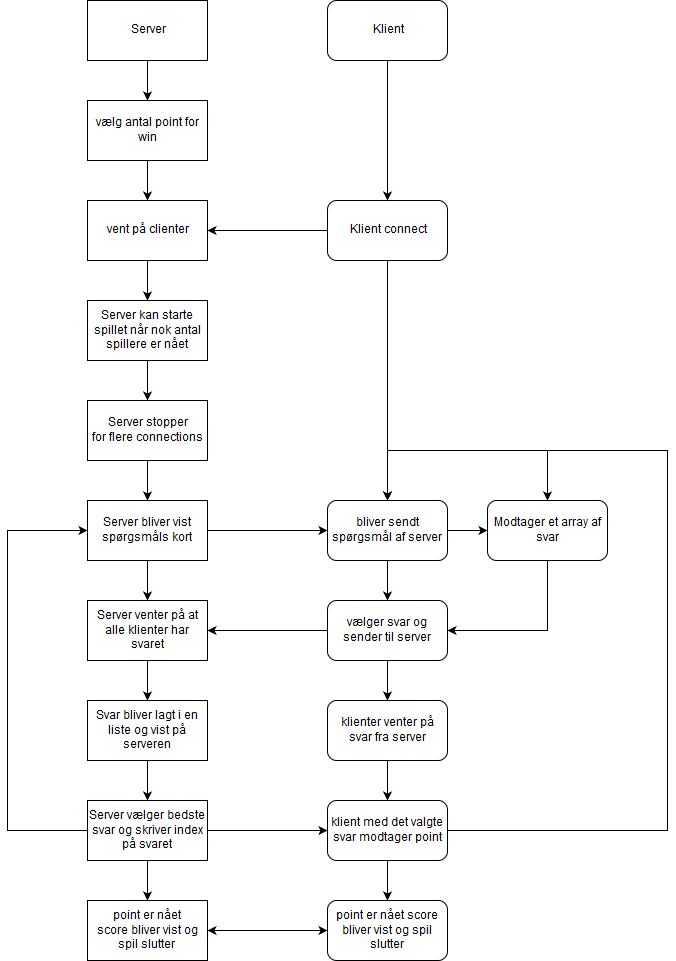 Server
Klient
vælg antal point for
win
vent på clienter
Klient connect
Server kan starte
spillet når nok antal
spillere er nået
Server stopper
for flere connections
Server bliver vist
spørgsmåls kort
bliver sendt
spørgsmål af server
Modtager et array af
svar
Server venter på at
alle klienter har
svaret
vælger svar og
sender til server
Svar bliver lagt i en
liste og vist på
serveren
klienter venter på
svar fra server
Server vælger bedste
svar og skriver index
på svaret
klient med det valgte
svar modtager point
point er nået
score bliver vist og
spil slutter
point er nået score
bliver vist og spil
slutter